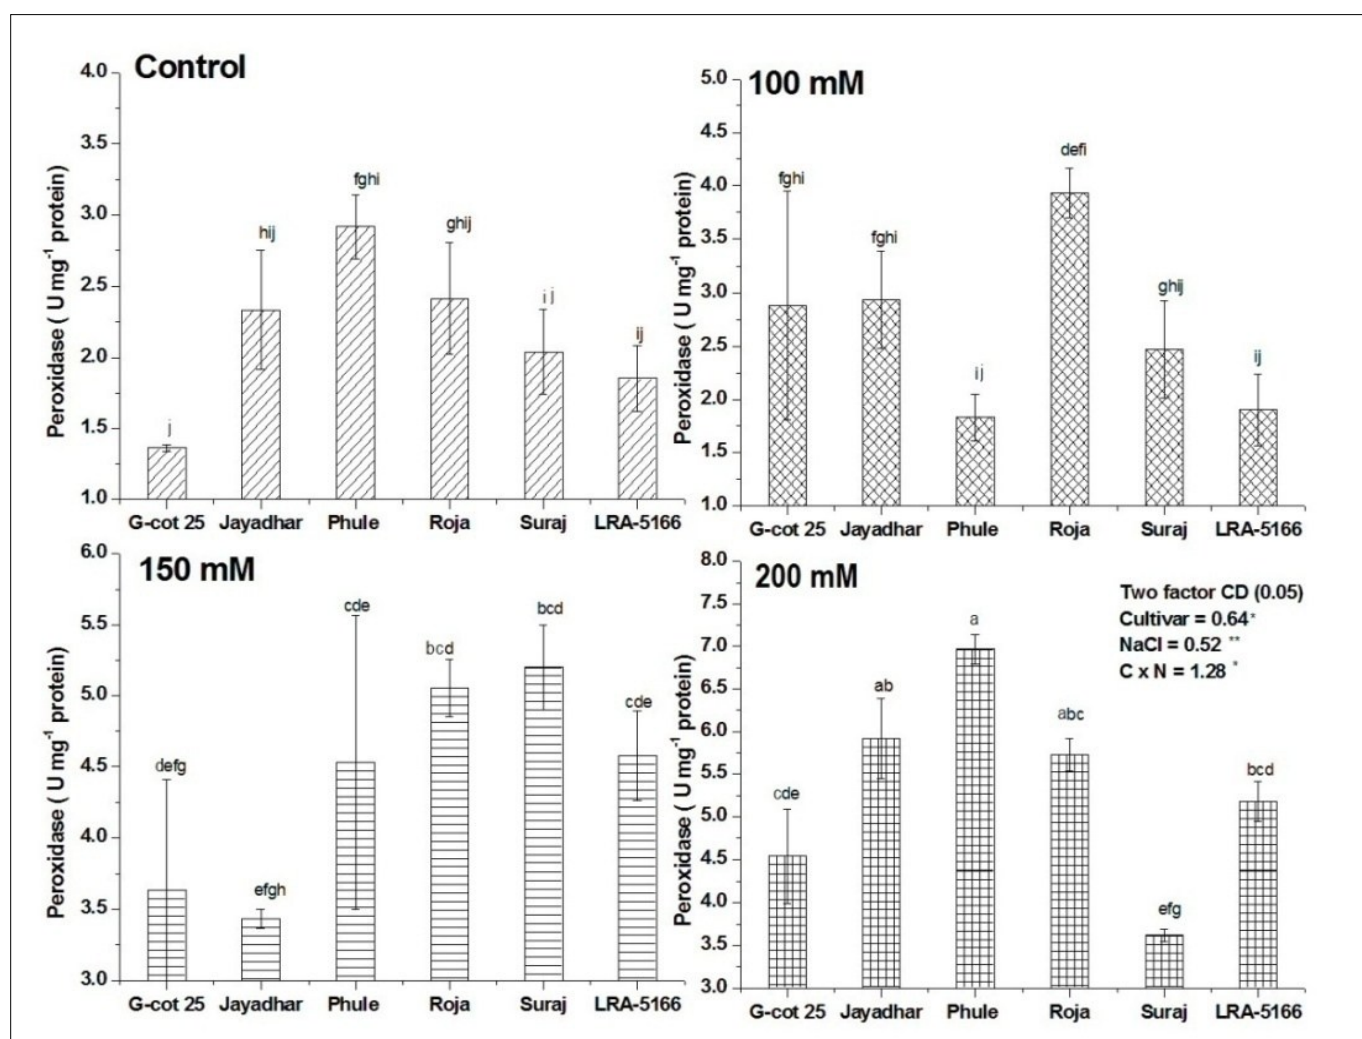 Control
4.0
3.5
3.0
2.5
2.0
1.5
1.0
Peroxidase ( U mg⁻¹ protein)
j
hij
fghi
ghij
ij
ij
G-cot 25 Jayadhar Phule Roja Suraj LRA-5166
100 mM
5.0
4.5
4.0
3.5
3.0
2.5
2.0
1.5
1.0
Peroxidase ( U mg⁻¹ protein)
fghi
fghi
ij
defi
ghij
ij
G-cot 25 Jayadhar Phule Roja Suraj LRA-5166
150 mM
6.0
5.5
5.0
4.5
4.0
3.5
3.0
Peroxidase ( U mg⁻¹ protein)
defg
efgh
cde
bcd
bcd
cde
G-cot 25 Jayadhar Phule Roja Suraj LRA-5166
200 mM
8.0
7.5
7.0
6.5
6.0
5.5
5.0
4.5
4.0
3.5
3.0
Peroxidase ( U mg⁻¹ protein)
Two factor CD (0.05)
Cultivar = 0.64*
NaCl = 0.52 **
C x N = 1.28 *
cde
ab
a
abc
efg
bcd
G-cot 25 Jayadhar Phule Roja Suraj LRA-5166